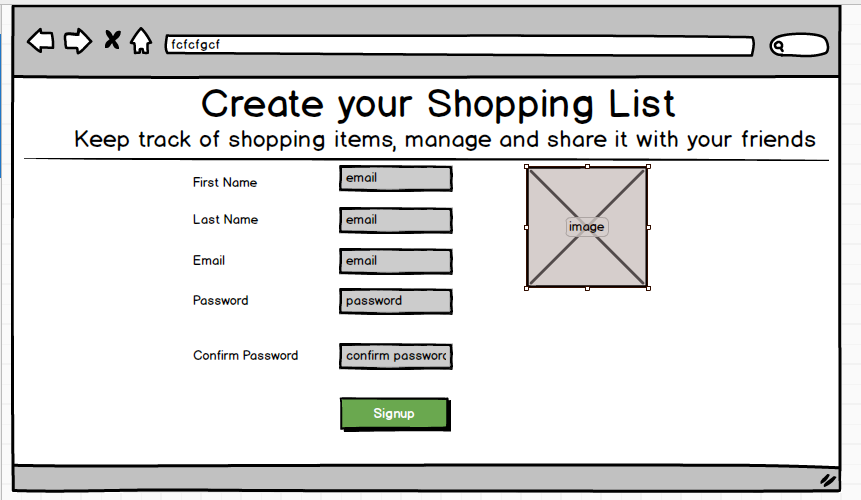 fcfcfgcf
Create your Shopping List
Keep track of shopping items, manage and share it with your friends
First Name email
image
Last Name email
Email email
Password password
Confirm Password confirm password
Signup